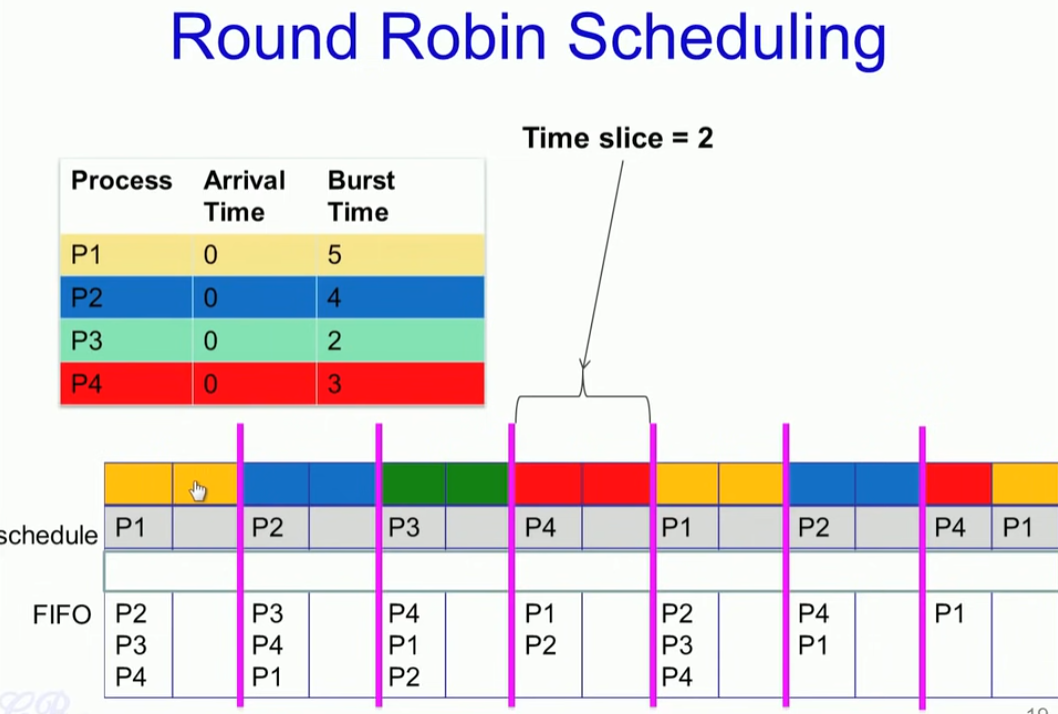 Round Robin Scheduling
Time slice = 2
Process Arrival Time Burst Time
P1 0 5
P2 0 4
P3 0 2
P4 0 3
schedule P1 P2 P3 P4 P1 P2 P4 P1
FIFO P2 P3 P4 P1 P2 P4 P1
P3 P4 P1 P2 P3 P1
P4 P1 P2 P4